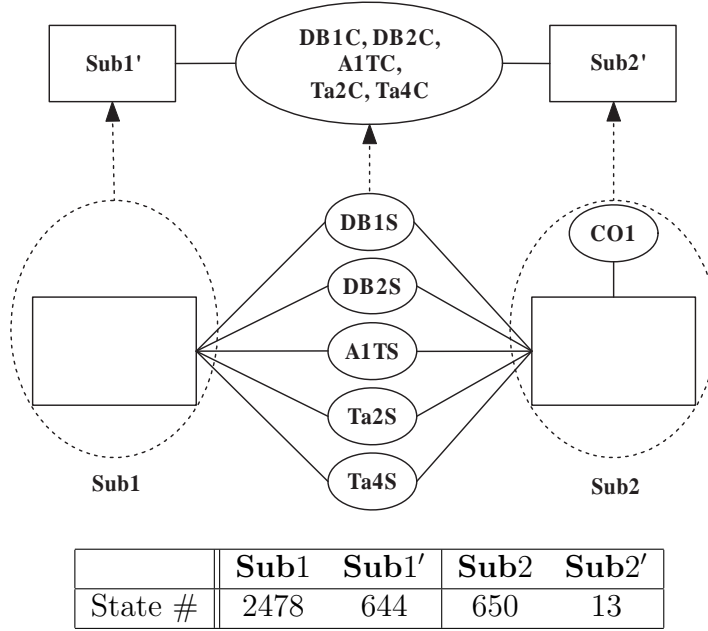 Sub1'
DB1C, DB2C,
A1TC,
Ta2C, Ta4C
Sub2'
DB1S
CO1
DB2S
A1TS
Ta2S
Ta4S
Sub1
Sub2
Sub1 Sub1′ Sub2 Sub2′
State # 2478 644 650 13